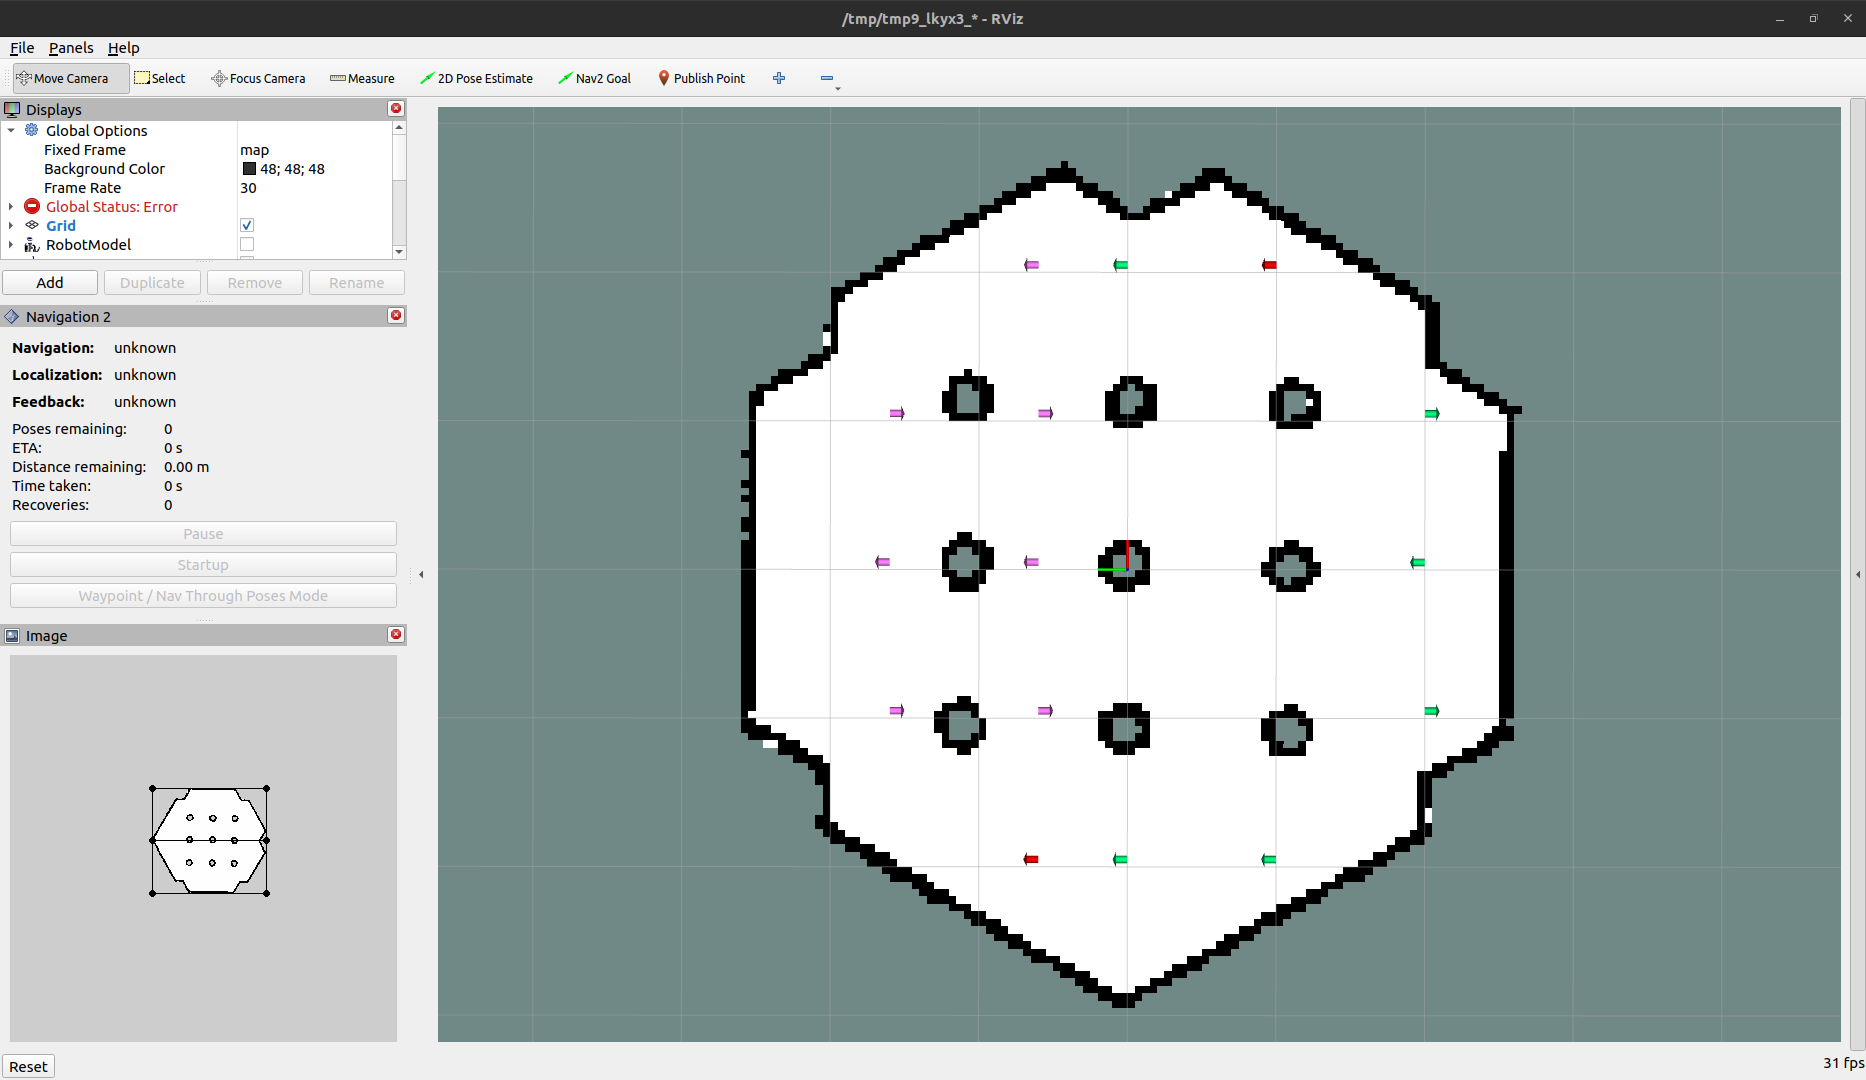 /tmp/tmp9_lkyx3_* - RViz
File Panels Help
Move Camera Select Focus Camera Measure 2D Pose Estimate Nav2 Goal Publish Point
Displays
Global Options
Fixed Frame map
Background Color 48; 48; 48
Frame Rate 30
Global Status: Error
Grid
RobotModel
Add Duplicate Remove Rename
Navigation 2
Navigation: unknown
Localization: unknown
Feedback: unknown
Poses remaining: 0
ETA: 0 s
Distance remaining: 0.00 m
Time taken: 0 s
Recoveries: 0
Pause
Startup
Waypoint / Nav Through Poses Mode
Image
Reset
31 fps